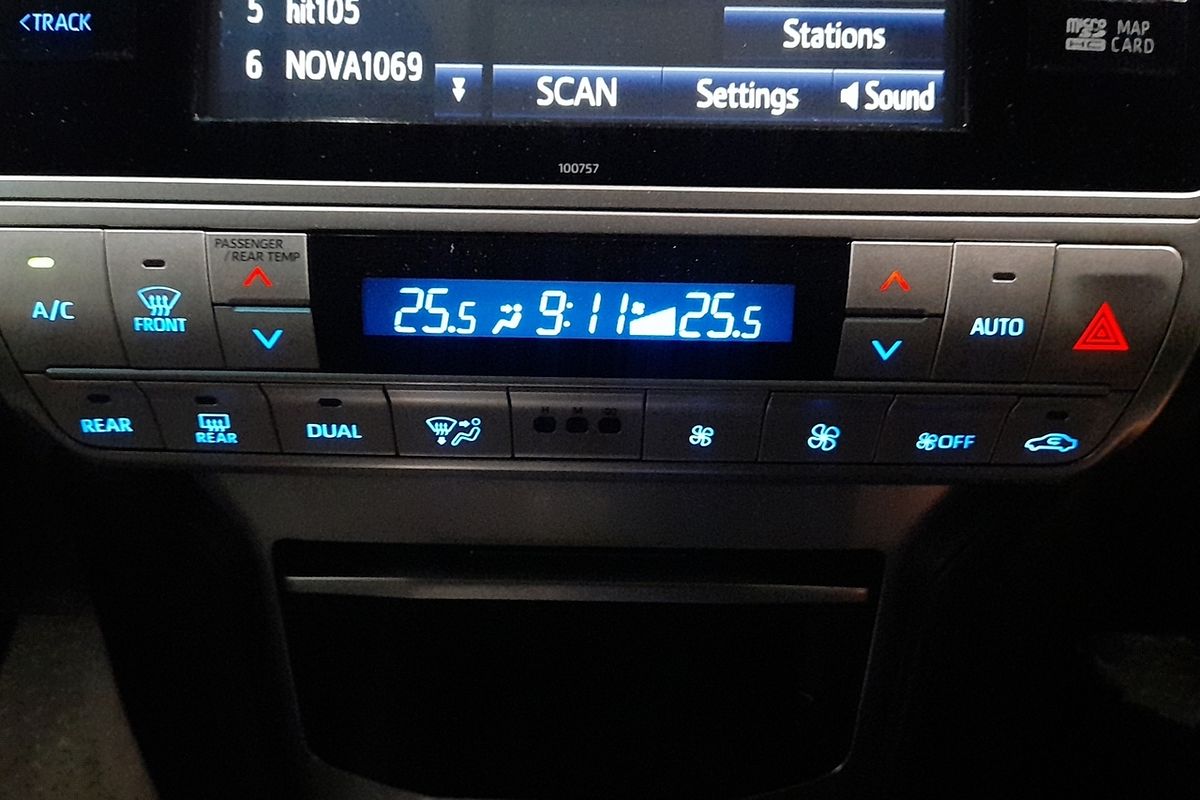 <TRACK
5 hit105
6 NOVA1069
Stations
SCAN
Settings
Sound
micro SD HC
MAP CARD
100757
A/C
FRONT
PASSENGER
/REAR TEMP
25.5 9:11 25.5
AUTO
REAR
REAR
DUAL
H M
OFF